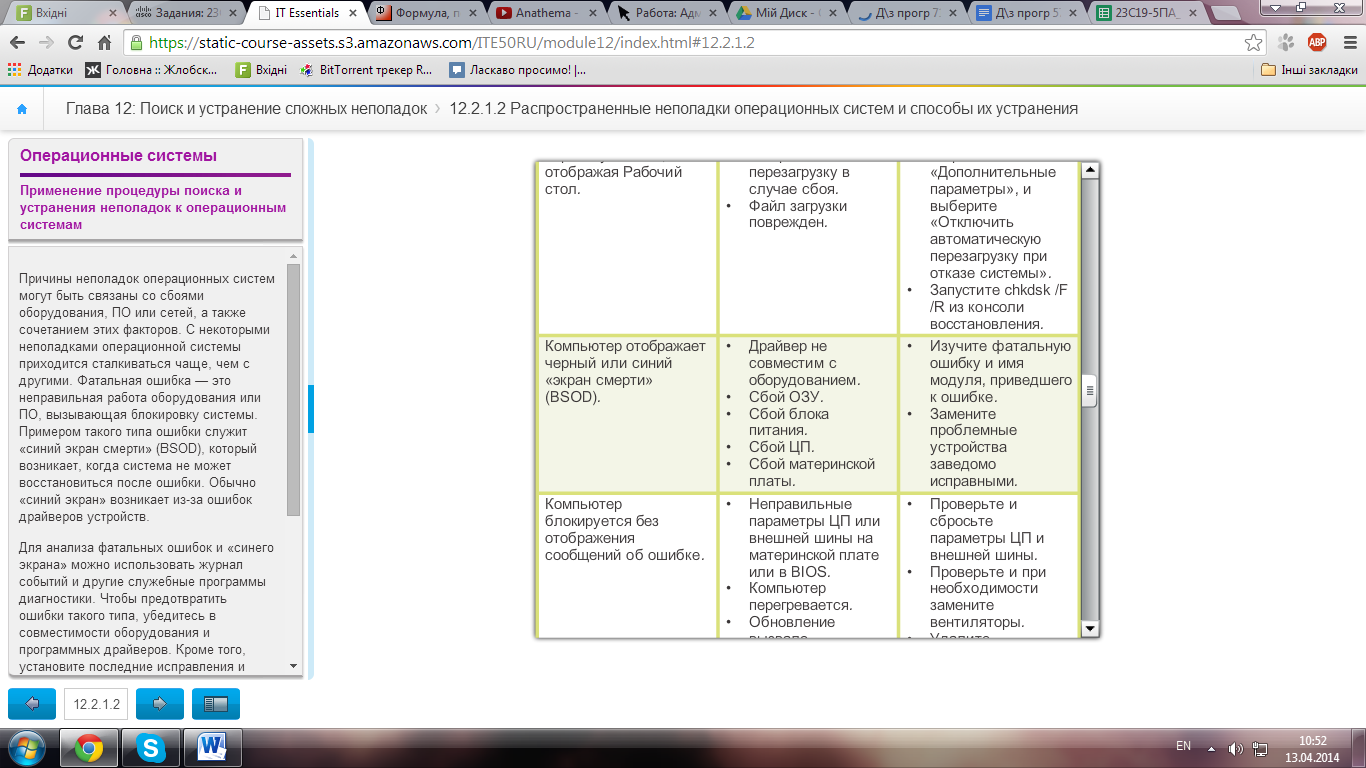 Вхідні
Задания: 23С
IT Essentials
Формула, п
Anathema -
Работа: Адм
Мій Диск - G
Д\з прогр 7
Д\з прогр 5
23С19-5ПА_
https://static-course-assets.s3.amazonaws.com/ITE50RU/module12/index.html#12.2.1.2
ABP
Додатки
Головна :: Жлобск...
Вхідні
BitTorrent трекер R...
Ласкаво просимо! |...
Інші закладки
Глава 12: Поиск и устранение сложных неполадок
12.2.1.2 Распространенные неполадки операционных систем и способы их устранения
Операционные системы
Применение процедуры поиска и
устранения неполадок к операционным
системам
Причины неполадок операционных систем
могут быть связаны со сбоями
оборудования, ПО или сетей, а также
сочетанием этих факторов. С некоторыми
неполадками операционной системы
приходится сталкиваться чаще, чем с
другими. Фатальная ошибка — это
неправильная работа оборудования или
ПО, вызывающая блокировку системы.
Примером такого типа ошибки служит
«синий экран смерти» (BSOD), который
возникает, когда система не может
восстановиться после ошибки. Обычно
«синий экран» возникает из-за ошибок
драйверов устройств.
Для анализа фатальных ошибок и «синего
экрана» можно использовать журнал
событий и другие служебные программы
диагностики. Чтобы предотвратить
ошибки такого типа, убедитесь в
совместимости оборудования и
программных драйверов. Кроме того,
установите последние исправления и
отображая Рабочий
стол.
перезагрузку в
случае сбоя.
• Файл загрузки
поврежден.
«Дополнительные
параметры», и
выберите
«Отключить
автоматическую
перезагрузку при
отказе системы».
• Запустите chkdsk /F
/R из консоли
восстановления.
Компьютер отображает
черный или синий
«экран смерти»
(BSOD).
• Драйвер не
совместим с
оборудованием.
• Сбой ОЗУ.
• Сбой блока
питания.
• Сбой ЦП.
• Сбой материнской
платы.
• Изучите фатальную
ошибку и имя
модуля, приведшего
к ошибке.
• Замените
проблемные
устройства
заведомо
исправными.
Компьютер
блокируется без
отображения
сообщений об ошибке.
• Неправильные
параметры ЦП или
внешней шины на
материнской плате
или в BIOS.
• Компьютер
перегревается.
• Обновление
• Проверьте и
сбросьте
параметры ЦП и
внешней шины.
• Проверьте и при
необходимости
замените
вентиляторы.
12.2.1.2
EN
10:52
13.04.2014